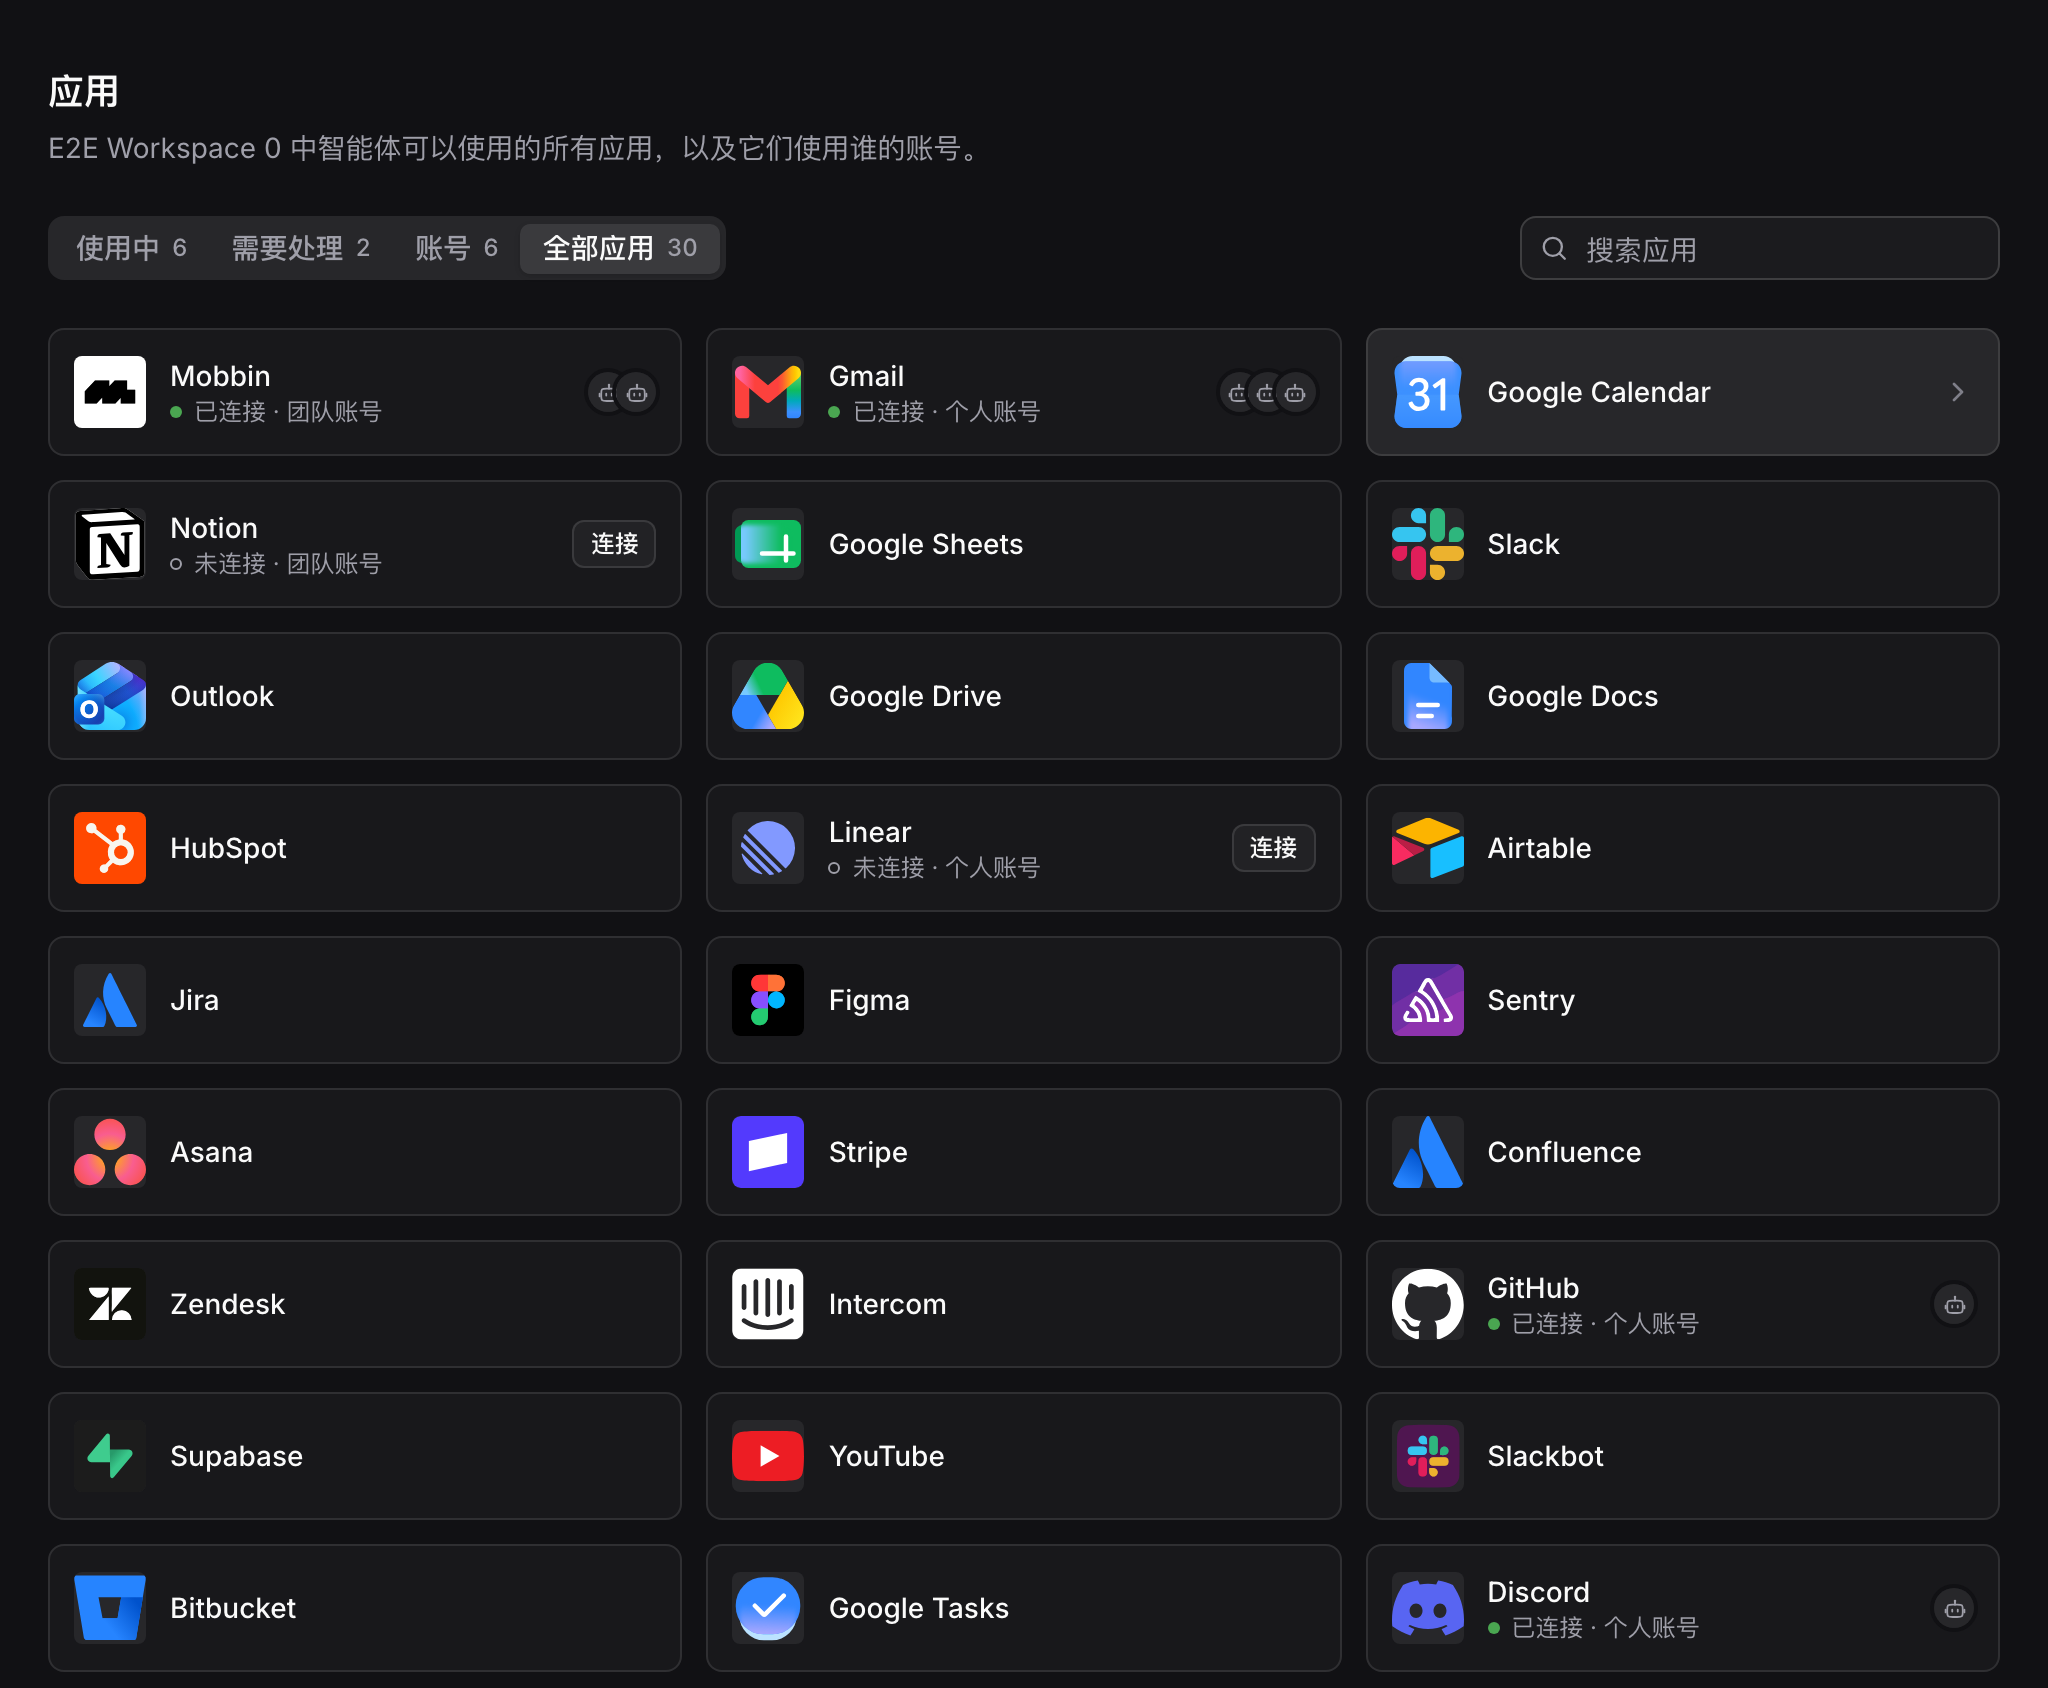 应用
E2E Workspace 0 中智能体可以使用的所有应用，以及它们使用谁的账号。
使用中 6 需要处理 2 账号 6 全部应用 30
搜索应用
Mobbin
已连接 · 团队账号
Gmail
已连接 · 个人账号
31
Google Calendar
Notion
未连接 · 团队账号
连接
Google Sheets
Slack
Outlook
Google Drive
Google Docs
HubSpot
Linear
未连接 · 个人账号
连接
Airtable
Jira
Figma
Sentry
Asana
Stripe
Confluence
Zendesk
Intercom
GitHub
已连接 · 个人账号
Supabase
YouTube
Slackbot
Bitbucket
Google Tasks
Discord
已连接 · 个人账号